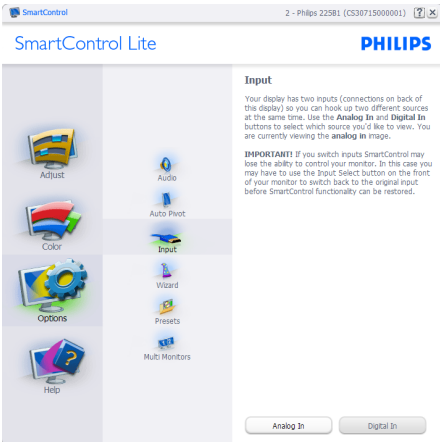 SmartControl
2 - Philips 225B1 (CS30715000001)
?
X
SmartControl Lite
PHILIPS
Adjust
Color
Options
Help
Audio
Auto Pivot
Input
Wizard
Presets
Multi Monitors
Input
Your display has two inputs (connections on back of
this display) so you can hook up two different sources
at the same time. Use the Analog In and Digital In
buttons to select which source you'd like to view. You
are currently viewing the analog in image.
IMPORTANT! If you switch inputs SmartControl may
lose the ability to control your monitor. In this case you
may have to use the Input Select button on the front
of your monitor to switch back to the original input
before SmartControl functionality can be restored.
Analog In
Digital In